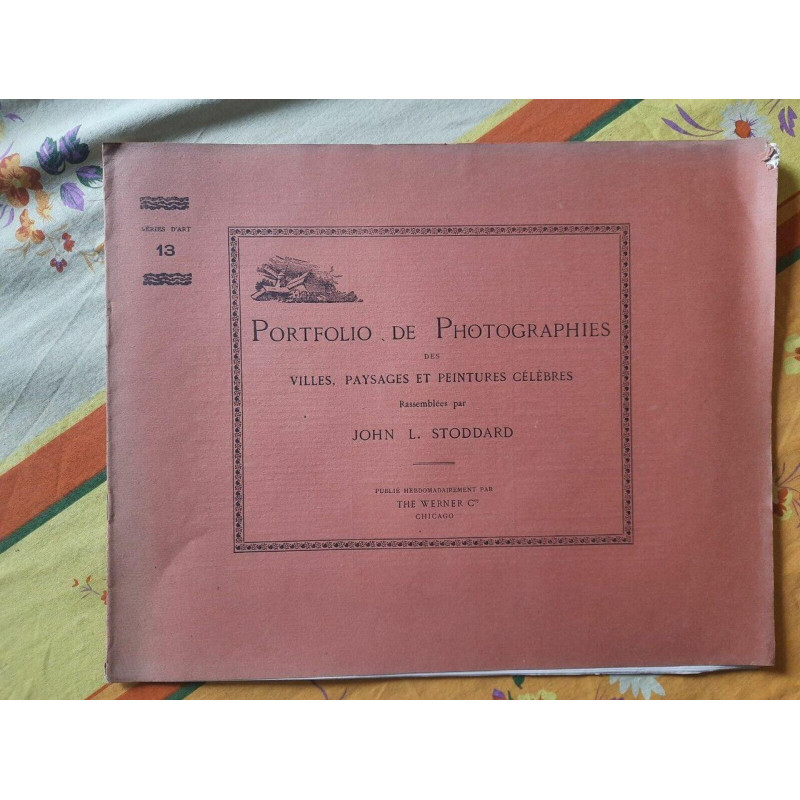 SÉRIES D'ART
13
PORTFOLIO DE PHOTOGRAPHIES
DES
VILLES, PAYSAGES ET PEINTURES CÉLÈBRES
Rassemblées par
JOHN L. STODDARD
PUBLIÉ HEBDOMADAIREMENT PAR
THE WERNER Cie
CHICAGO